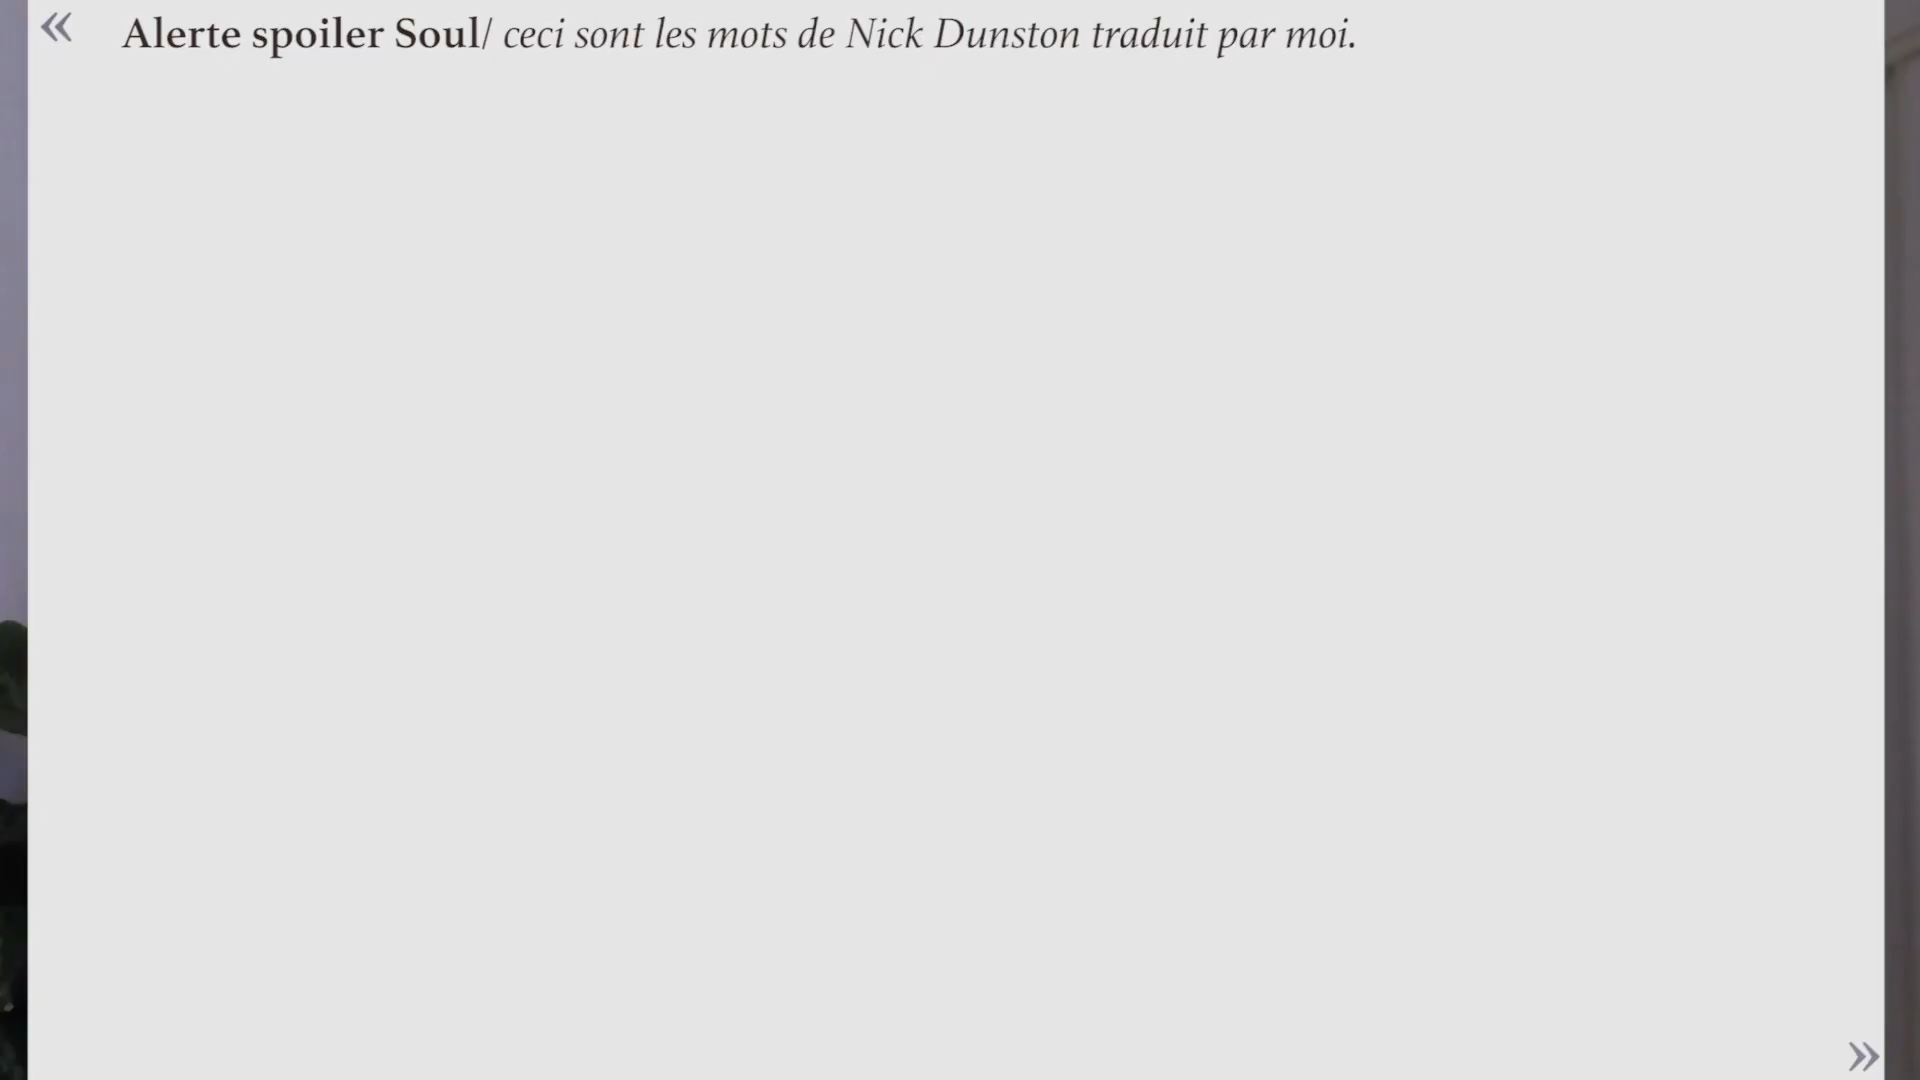 « Alerte spoiler Soul/ ceci sont les mots de Nick Dunston traduit par moi.
»